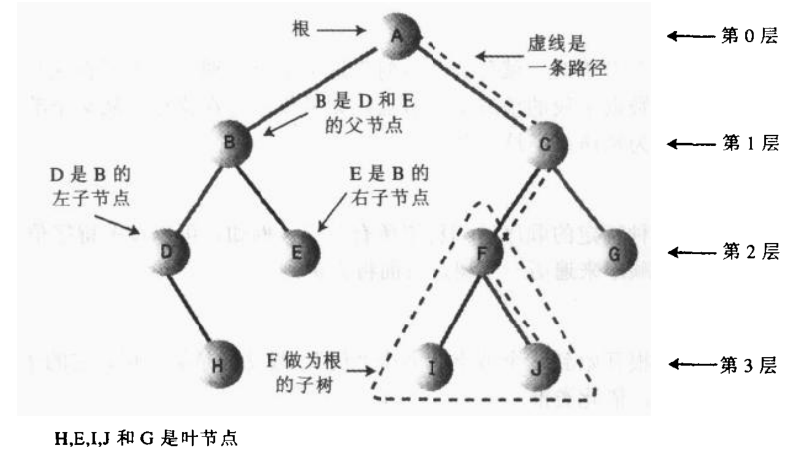 根
A
第 0 层
虚线是
一条路径
B 是 D 和 E
的父节点
B
C
第 1 层
D 是 B 的
左子节点
E 是 B 的
右子节点
D
E
F
G
第 2 层
H
F 做为根
的子树
I
J
第 3 层
H,E,I,J 和 G 是叶节点